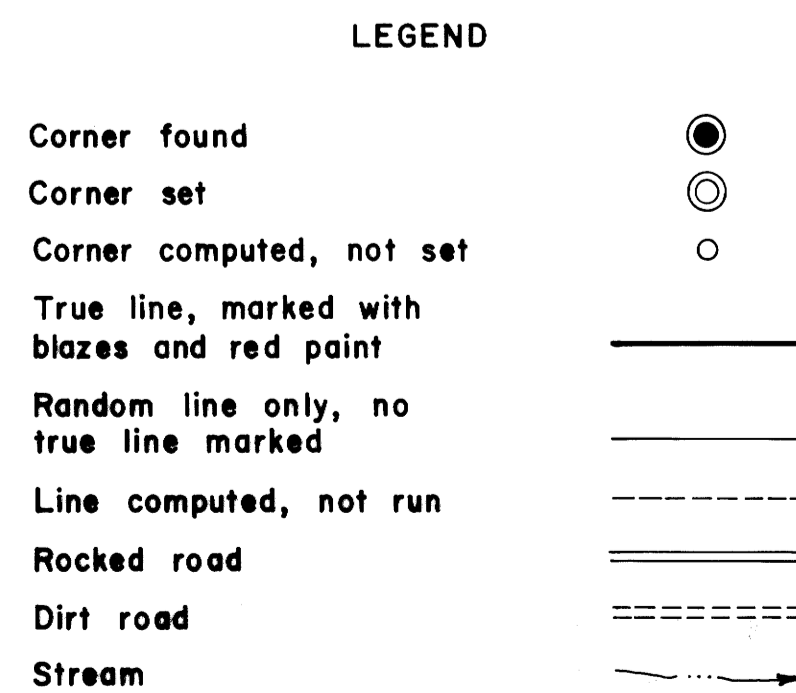 LEGEND
Corner found
Corner set
Corner computed, not set
True line, marked with
blazes and red paint
Random line only, no
true line marked
Line computed, not run
Rocked road
Dirt road
Stream